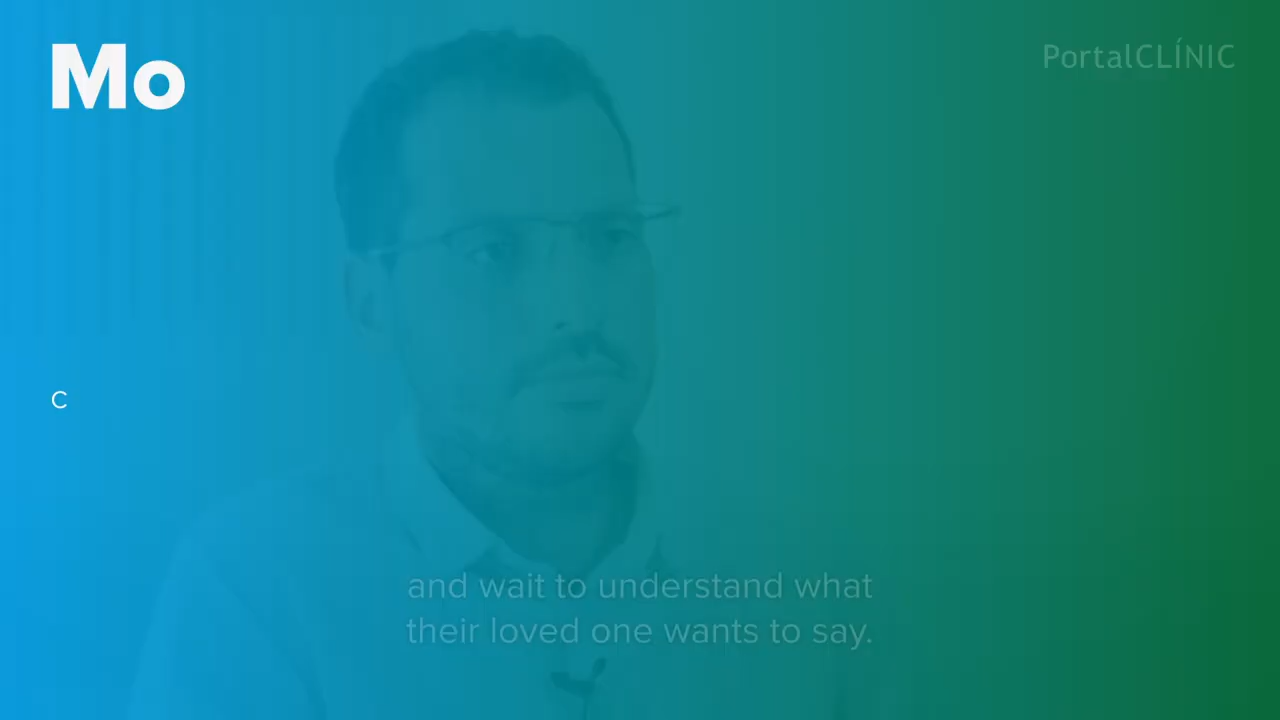 Mo
PortalCLÍNIC
c
and wait to understand what
their loved one wants to say.